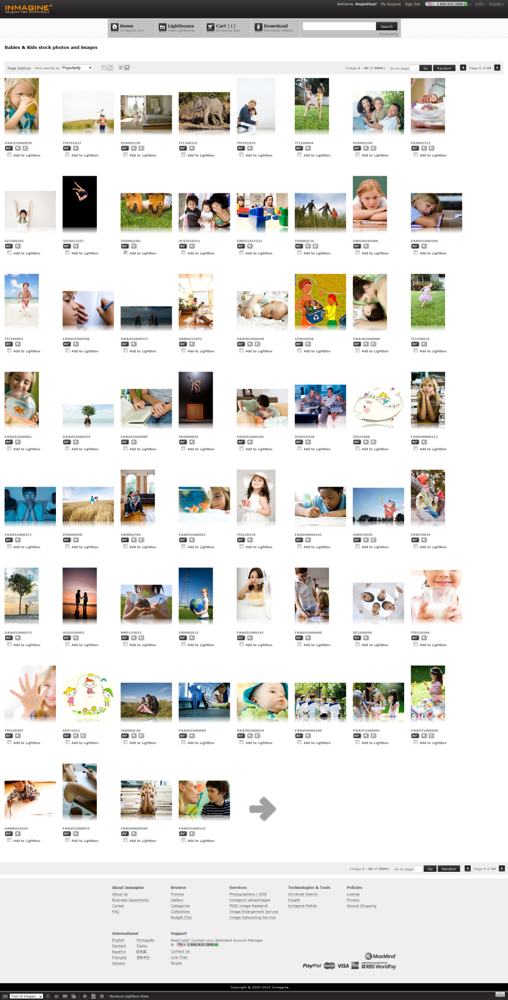 INMAGINE®
Imagine the Difference
Welcome, AngieDiep! My Account Sign Out 1 800 810 3888 USD English
Home
inmagine.com
Lightboxes
View Lightboxes
Cart [1]
Shopping Cart
Download
Download History
Search
Advanced
Babies & Kids stock photos and images
Page Options Sort results by Popularity Image 1 - 60 of 5000+ Go to page Go Random Page 1 of 84
PAA535000059 TT0701627 PE0065156 TT1200333 TT0701654 TT2100004 PE0065109 PE0065713
RF RF RF RF RF RF RF RF
Add to Lightbox Add to Lightbox Add to Lightbox Add to Lightbox Add to Lightbox Add to Lightbox Add to Lightbox Add to Lightbox
SZJ208185 JUIS012257 IS098Q1RG UCSI026511 GWS51437322 IS098QC1E GWS58164489 FAA051000396
RF RF RF RF RF RF RF RF
Add to Lightbox Add to Lightbox Add to Lightbox Add to Lightbox Add to Lightbox Add to Lightbox Add to Lightbox Add to Lightbox
TT7100002 FAA051000398 DAA052000577 HANA022052 PAA581000048 IZS010056 PAA581000066 TT2100016
RF RF RF RF RF RF RF RF
Add to Lightbox Add to Lightbox Add to Lightbox Add to Lightbox Add to Lightbox Add to Lightbox Add to Lightbox Add to Lightbox
FAA051000093 DAA052000534 FAA051000089 PE0069834 FAA051000199 PE0070238 ZZ071008 FAA049000112
RF RF RF RF RF RF RF RF
Add to Lightbox Add to Lightbox Add to Lightbox Add to Lightbox Add to Lightbox Add to Lightbox Add to Lightbox Add to Lightbox
FAA051000572 PE0069658 IS098Q7V6 FAA051000092 TT0226578 FAA049000102 S4B076059 PE0070054
RF RF RF RF RF RF RF RF
Add to Lightbox Add to Lightbox Add to Lightbox Add to Lightbox Add to Lightbox Add to Lightbox Add to Lightbox Add to Lightbox
DAA052000571 UCSI026403 MMP123015 IS098QV1Z FAA051000141 FAA051000400 SZJ208056 TT0226546
RF RF RF RF RF RF RF RF
Add to Lightbox Add to Lightbox Add to Lightbox Add to Lightbox Add to Lightbox Add to Lightbox Add to Lightbox Add to Lightbox
TT0226397 ZZ071013 IS098QC2K FAA051000049 PAA581000019 FAA054000189 PAA571000061 PAA571000069
RF RF RF RF RF RF RF RF
Add to Lightbox Add to Lightbox Add to Lightbox Add to Lightbox Add to Lightbox Add to Lightbox Add to Lightbox Add to Lightbox
HANA022024 FAA051000075 FAA049000369 FAA051000122
RF RF RF RF
Add to Lightbox Add to Lightbox Add to Lightbox Add to Lightbox
Image 1 - 60 of 5000+ Go to page Go Random Page 1 of 84
About Inmagine
About Us
Business Opportunity
Career
FAQ
Browse
Promos
Gallery
Categories
Collections
Budget CDs
Services
Photographers / IRIS
Inmagine ValueImages
FREE Image Research
Image Enlargement Service
Image Retouching Service
Technologies & Tools
Universal Search
Insight
Inmagine Mobile
Policies
License
Privacy
Secure Shopping
International
English Português
Deutsch Česky
Español 日本語
Français 简体中文
Italiano
Support
Need help? Contact your dedicated Account Manager
@ 1 800 810 3888
Contact Us
Live Chat
Skype
MaxMind
PayPal MasterCard VISA payments powered by RBS WorldPay
Copyright © 2000-2010 Inmagine.
Test (6 Images) Restore Lightbox View